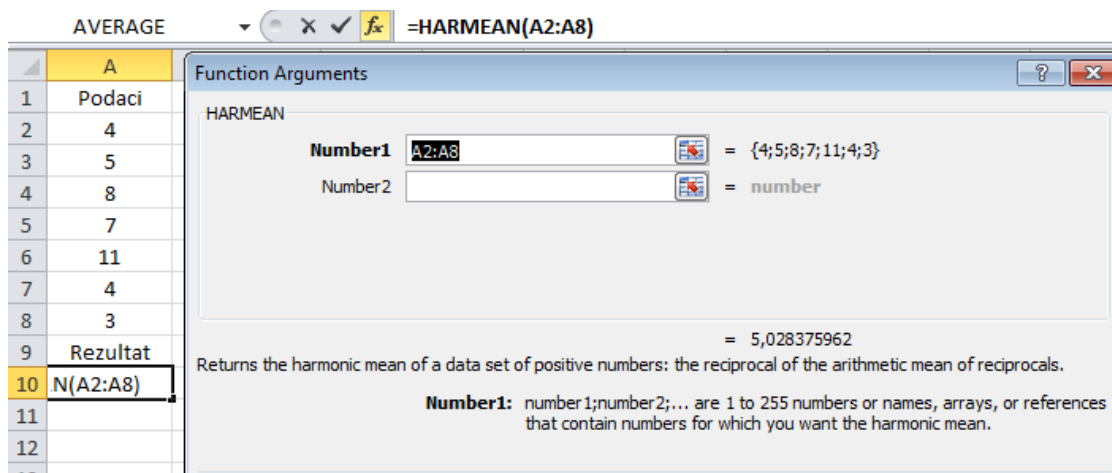 AVERAGE fx =HARMEAN(A2:A8)
A
Function Arguments ?
1 Podaci
HARMEAN
2 4
Number1 A2:A8 = {4;5;8;7;11;4;3}
3 5
Number2 = number
4 8
5 7
6 11
7 4
8 3
= 5,028375962
9 Rezultat
Returns the harmonic mean of a data set of positive numbers: the reciprocal of the arithmetic mean of reciprocals.
10 .N(A2:A8)
Number1: number1;number2;... are 1 to 255 numbers or names, arrays, or references
11
that contain numbers for which you want the harmonic mean.
12